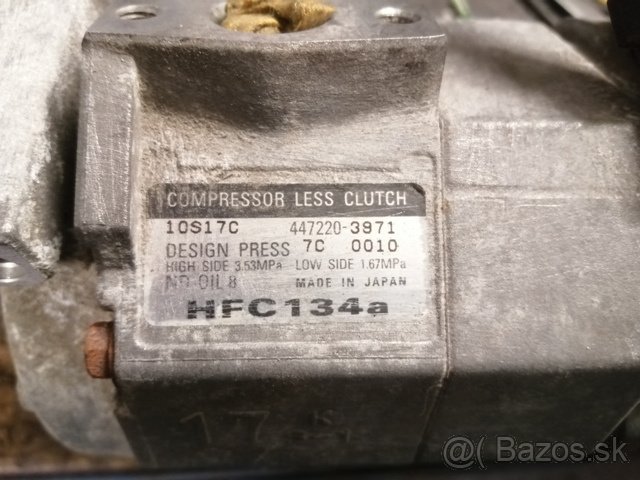 COMPRESSOR LESS CLUTCH
10S17C 447220-3971
DESIGN PRESS 7C 0010
HIGH SIDE 3.53MPa LOW SIDE 1.67MPa
ND OIL 8 MADE IN JAPAN
HFC134a
17
Bazos.sk